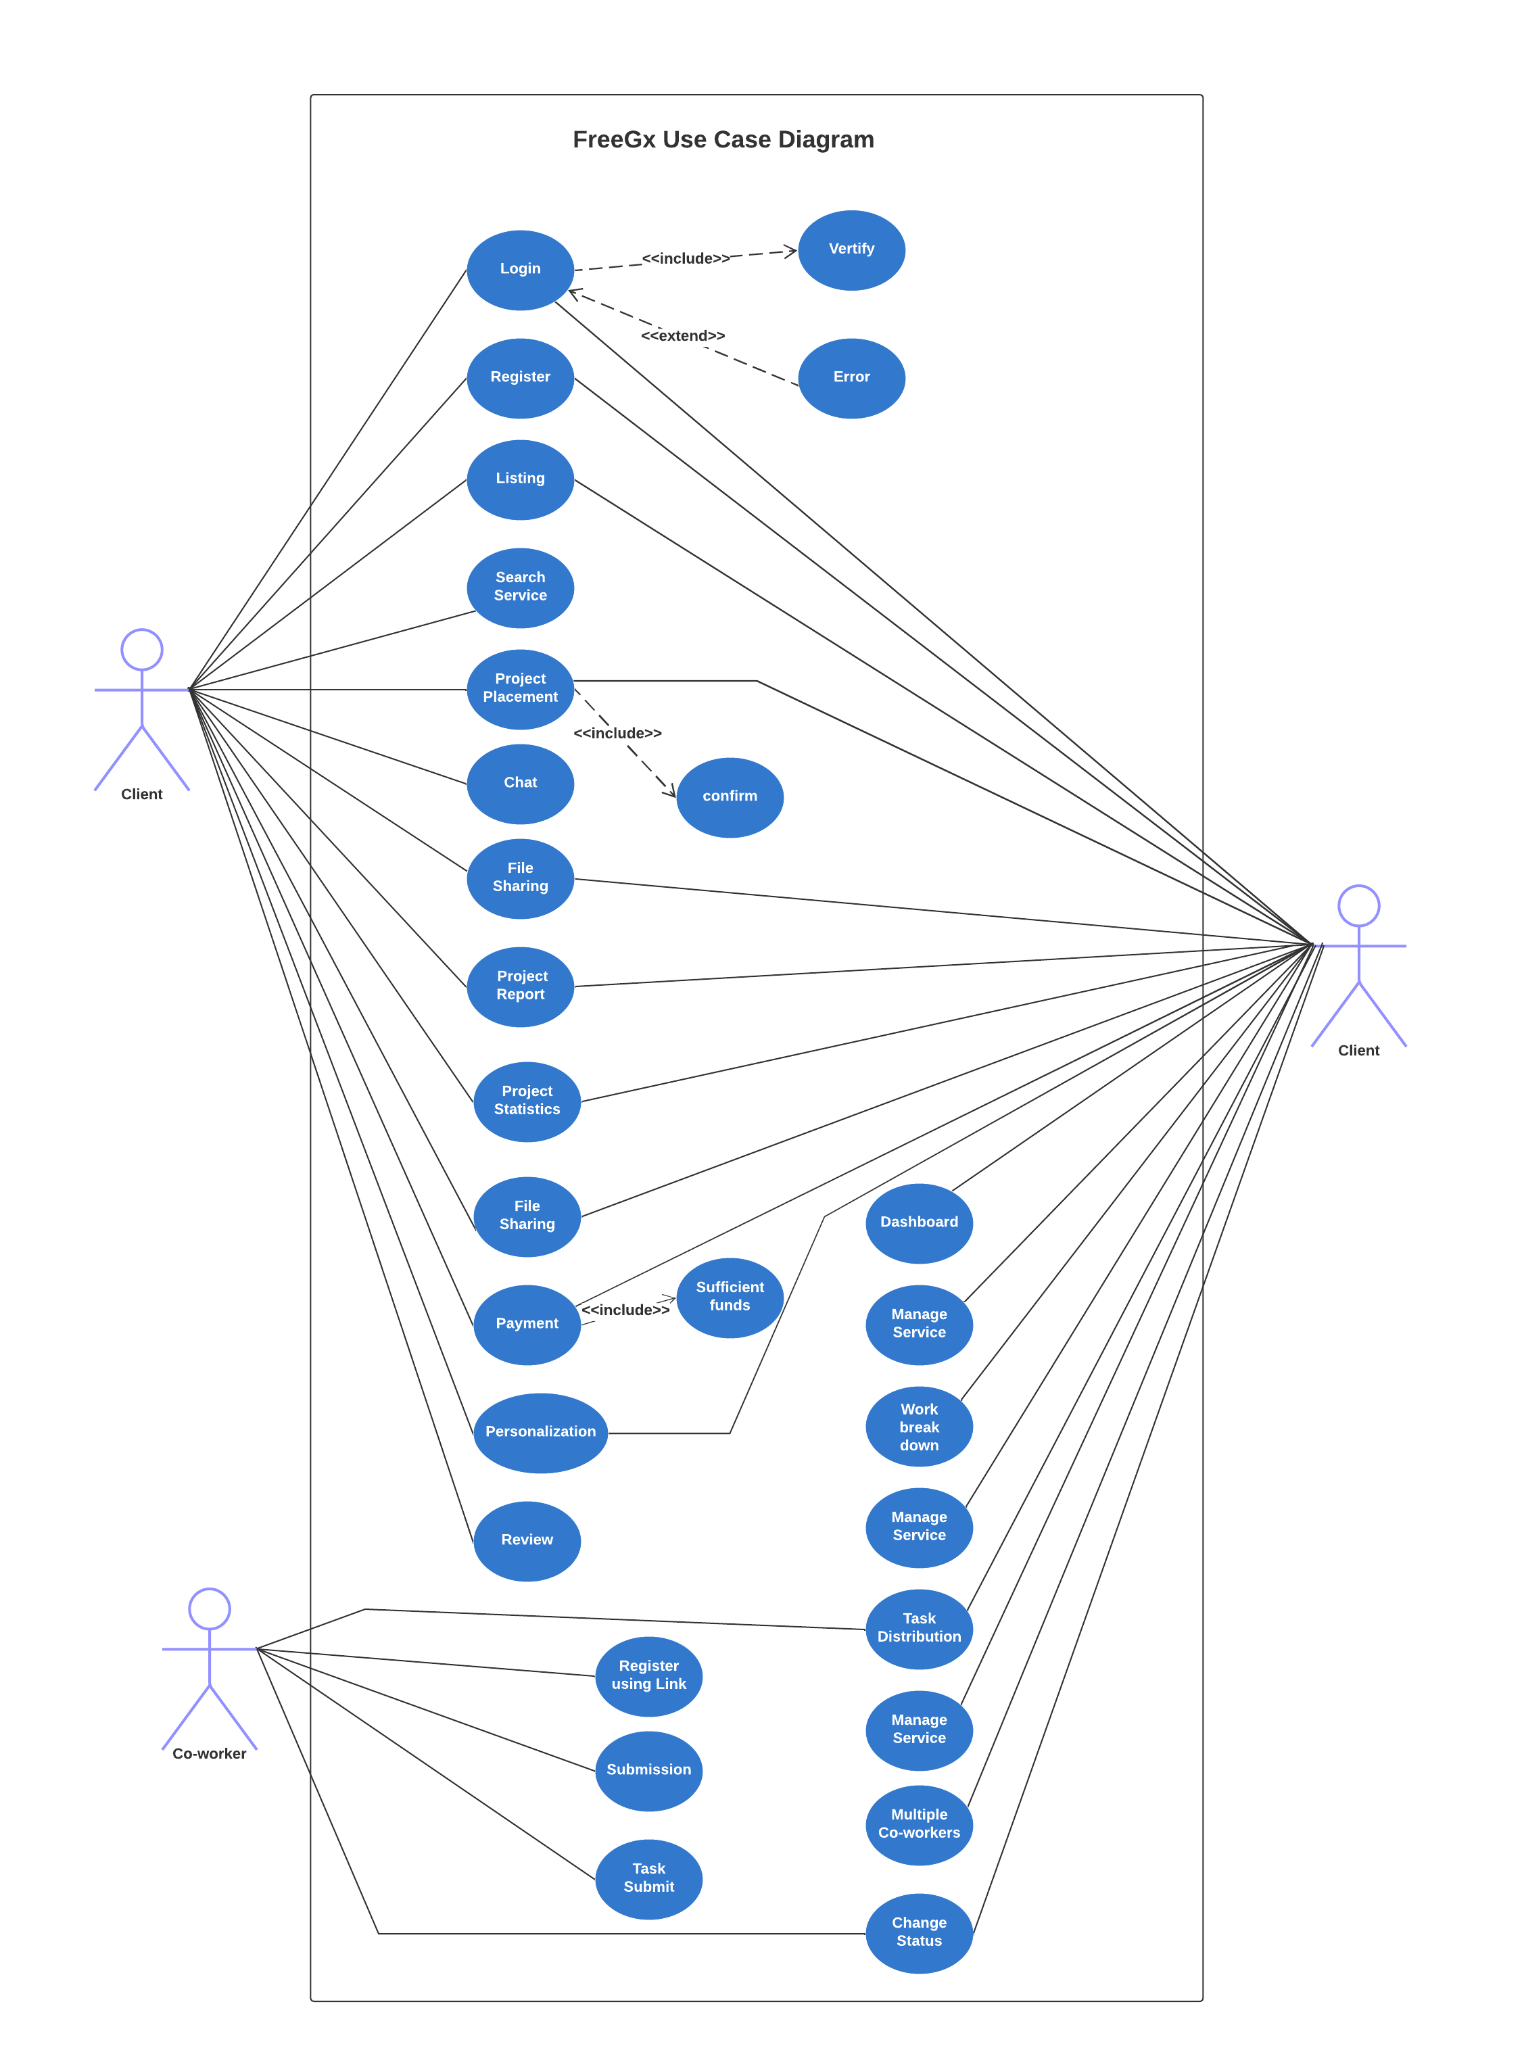 FreeGx Use Case Diagram
Login
<<include>>
Vertify
<<extend>>
Error
Register
Listing
Search
Service
Project
Placement
<<include>>
confirm
Chat
Client
File
Sharing
Project
Report
Client
Project
Statistics
File
Sharing
Dashboard
Payment
<<include>>
Sufficient
funds
Manage
Service
Personalization
Work
break
down
Review
Manage
Service
Task
Distribution
Register
using Link
Co-worker
Manage
Service
Submission
Multiple
Co-workers
Task
Submit
Change
Status